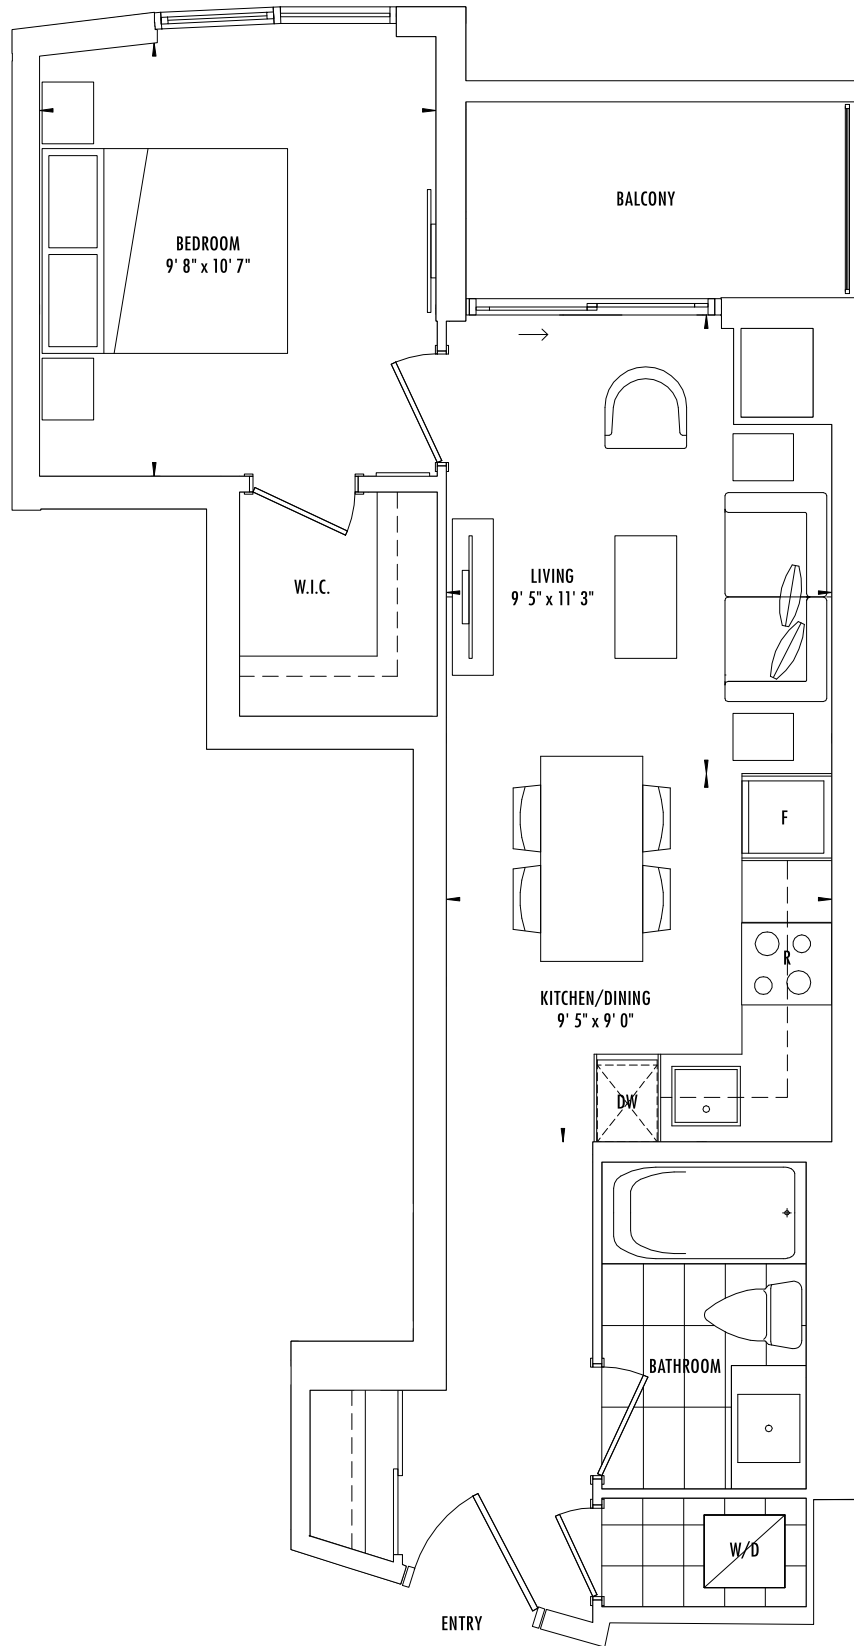 BALCONY
BEDROOM
9' 8" x 10' 7"
W.I.C.
LIVING
9' 5" x 11' 3"
F
R
KITCHEN/DINING
9' 5" x 9' 0"
DW
BATHROOM
W/D
ENTRY